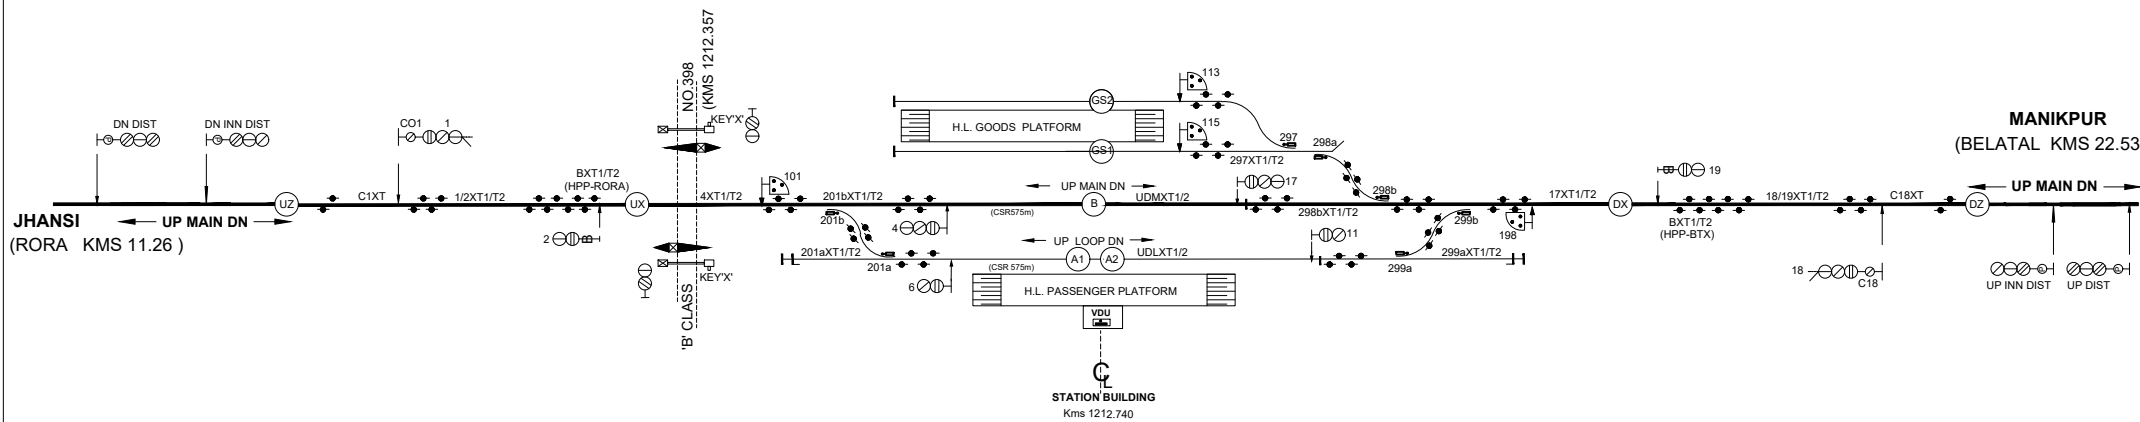 NO.398
(KMS 1212.357
'B' CLASS
KEY'X'
KEY'X'
DN DIST
DN INN DIST
CO1
1
113
115
H.L. GOODS PLATFORM
GS2
GS1
297
298a
297XT1/T2
MANIKPUR
(BELATAL KMS 22.53
BXT1/T2
(HPP-RORA)
C1XT
1/2XT1/T2
UZ
UX
4XT1/T2
101
201bXT1/T2
UP MAIN DN
B
UDMXT1/2
17
298b
17XT1/T2
DX
19
18/19XT1/T2
C18XT
UP MAIN DN
DZ
JHANSI
UP MAIN DN
(RORA KMS 11.26 )
2
B
201b
4
(CSR575m)
298bXT1/T2
299b
198
BXT1/T2
(HPP-BTX)
B
UP LOOP DN
11
201aXT1/T2
201a
(CSR 575m)
A1
A2
UDLXT1/2
299a
299aXT1/T2
6
H.L. PASSENGER PLATFORM
18
C18
UP INN DIST
UP DIST
VDU
CL
STATION BUILDING
Kms 1212.740